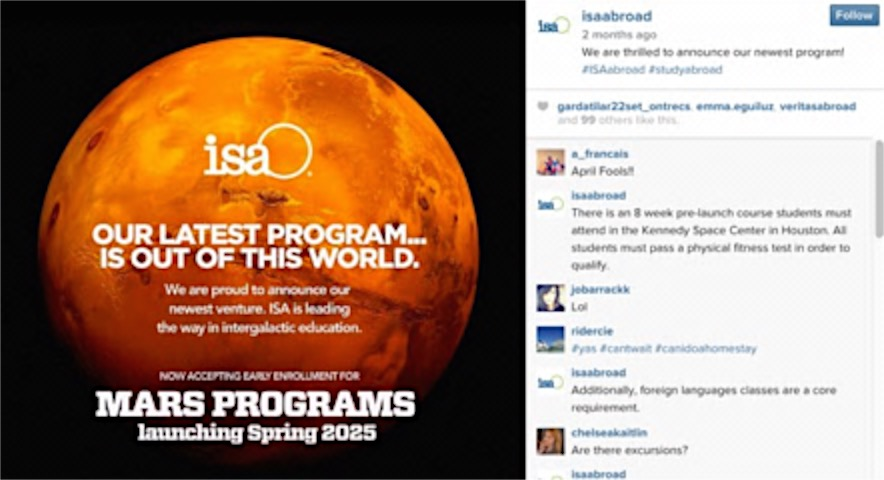 isa
OUR LATEST PROGRAM...
IS OUT OF THIS WORLD.
We are proud to announce our
newest venture. ISA is leading
the way in intergalactic education.
NOW ACCEPTING EARLY ENROLLMENT FOR
MARS PROGRAMS
launching Spring 2025
isa
isaabroad
Follow
2 months ago
We are thrilled to announce our newest program!
#ISAabroad #studyabroad
gardatilar22set_ontrecs, emma.eguiluz, veritasabroad
and 99 others like this.
a_francais
April Fools!!
isa
isaabroad
There is an 8 week pre-launch course students must
attend in the Kennedy Space Center in Houston. All
students must pass a physical fitness test in order to
qualify.
jobarrackk
Lol
ridercie
#yas #cantwait #canidoahomestay
isa
isaabroad
Additionally, foreign languages classes are a core
requirement.
chelseakaitlin
Are there excursions?
isaabroad